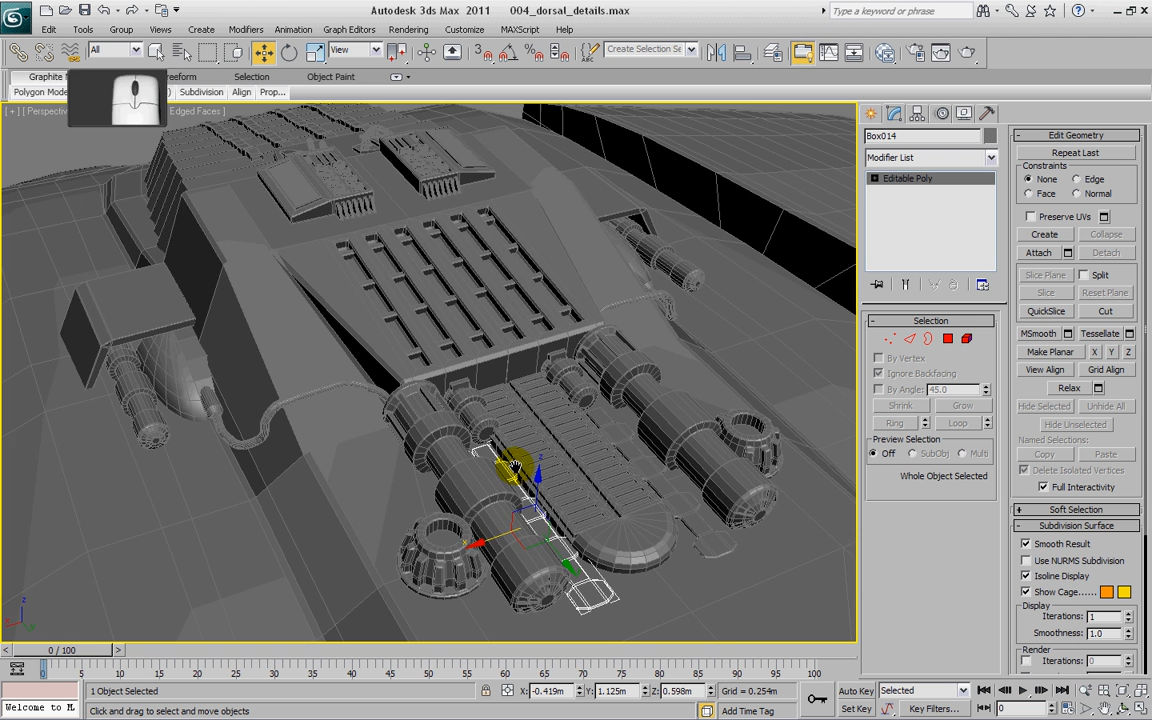 Autodesk 3ds Max 2011    004_dorsal_details.max
Type a keyword or phrase
Edit Tools Group Views Create Modifiers Animation Graph Editors Rendering Customize MAXScript Help
All View Create Selection Se
Graphite M reeform Selection Object Paint
Polygon Mode ) Subdivision Align Prop...
[ + ] [ Perspectiv Edged Faces ]
Box014
Modifier List
Editable Poly
Selection
By Vertex
Ignore Backfacing
By Angle: 45.0
Shrink Grow
Ring Loop
Preview Selection
Off SubObj Multi
Whole Object Selected
Edit Geometry
Repeat Last
Constraints
None Edge
Face Normal
Preserve UVs
Create Collapse
Attach Detach
Slice Plane Split
Slice Reset Plane
QuickSlice Cut
MSmooth Tessellate
Make Planar X Y Z
View Align Grid Align
Relax
Hide Selected Unhide All
Hide Unselected
Named Selections:
Copy Paste
Delete Isolated Vertices
Full Interactivity
Soft Selection
Subdivision Surface
Smooth Result
Use NURMS Subdivision
Isoline Display
Show Cage......
Display
Iterations: 1
Smoothness: 1.0
Render
Iterations: 0
x z
z x y
0 / 100
0 5 10 15 20 25 30 35 40 45 50 55 60 65 70 75 80 85 90 95 100
1 Object Selected X: -0.419m Y: 1.125m Z: 0.598m Grid = 0.254m Auto Key Selected
Welcome to M Click and drag to select and move objects Add Time Tag Set Key Key Filters... 0